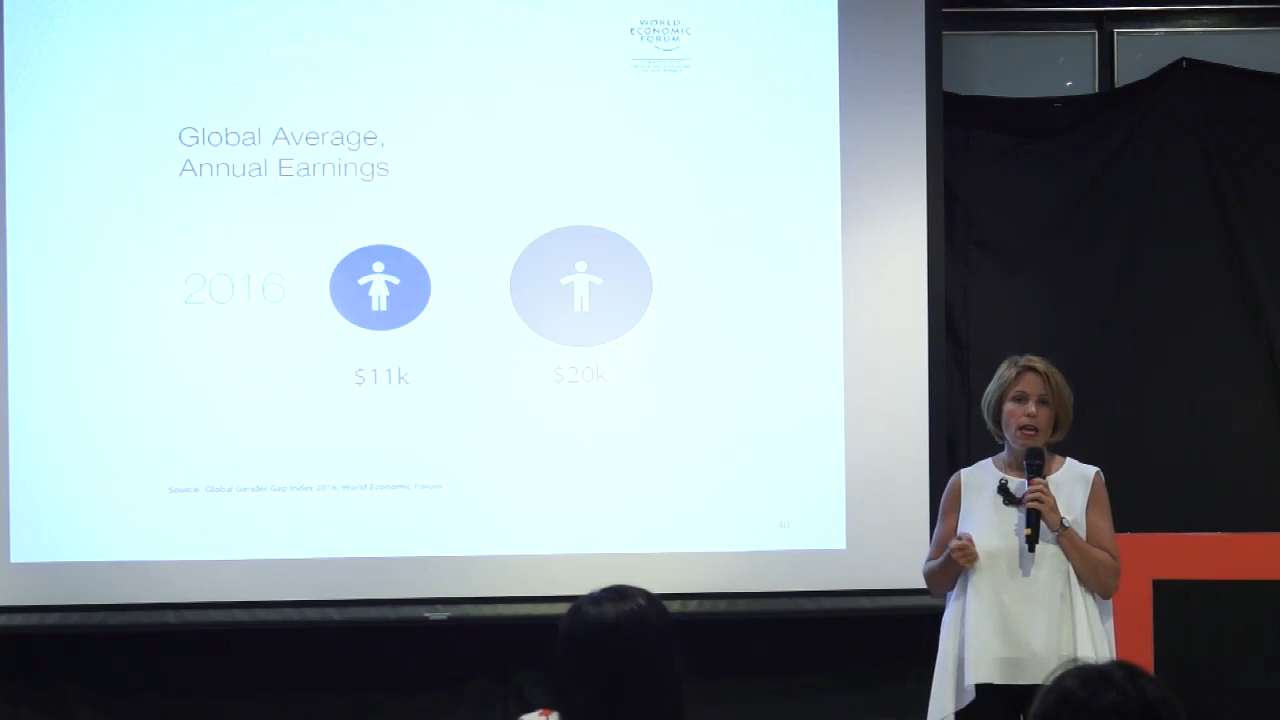 WORLD
ECONOMIC
FORUM
Global Average,
Annual Earnings
2016
$11k
$20k
Source: Global Gender Gap Index 2016, World Economic Forum
40